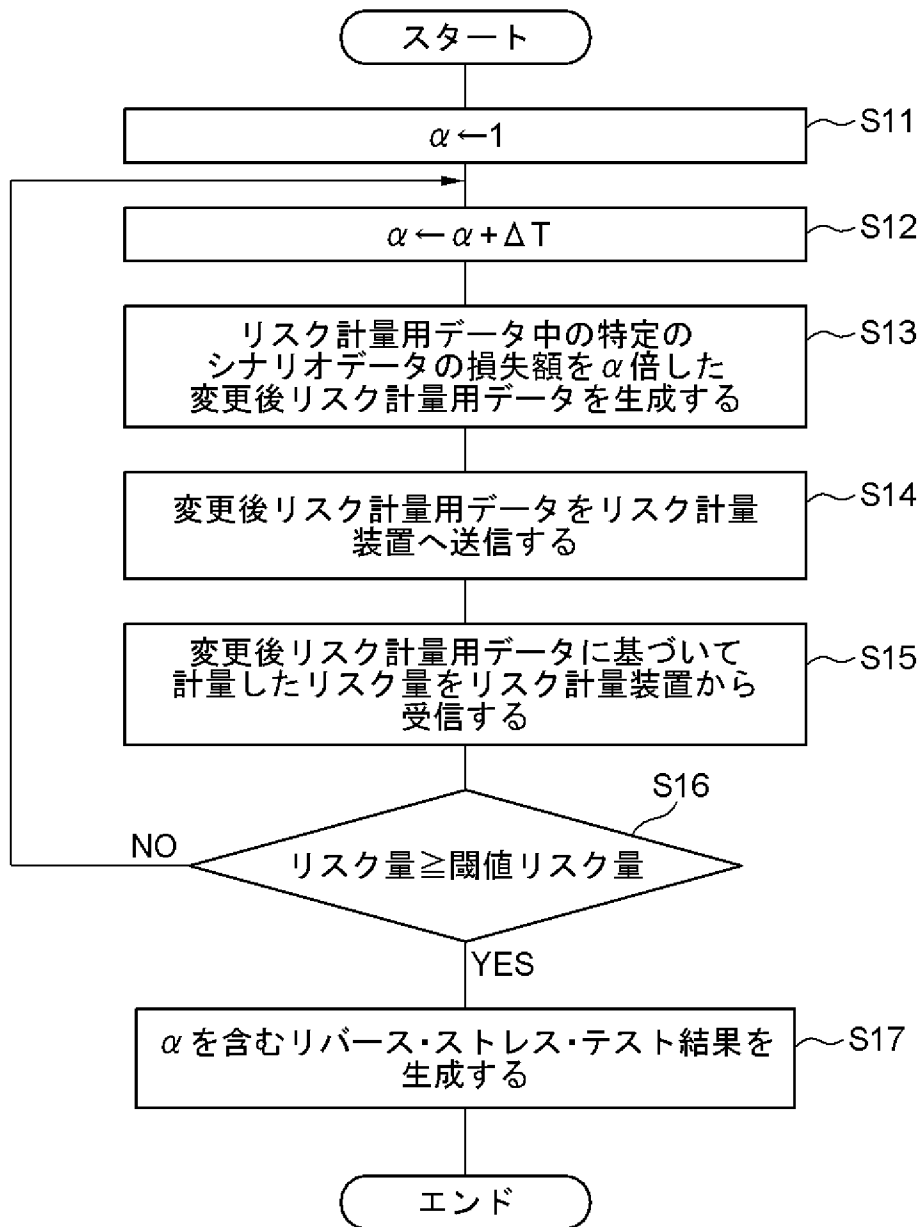 スタート
α←1
S11
α←α+ΔT
S12
リスク計量用データ中の特定の
シナリオデータの損失額をα倍した
変更後リスク計量用データを生成する
S13
変更後リスク計量用データをリスク計量
装置へ送信する
S14
変更後リスク計量用データに基づいて
計量したリスク量をリスク計量装置から
受信する
S15
S16
リスク量≧閾値リスク量
NO
YES
αを含むリバース・ストレス・テスト結果を
生成する
S17
エンド